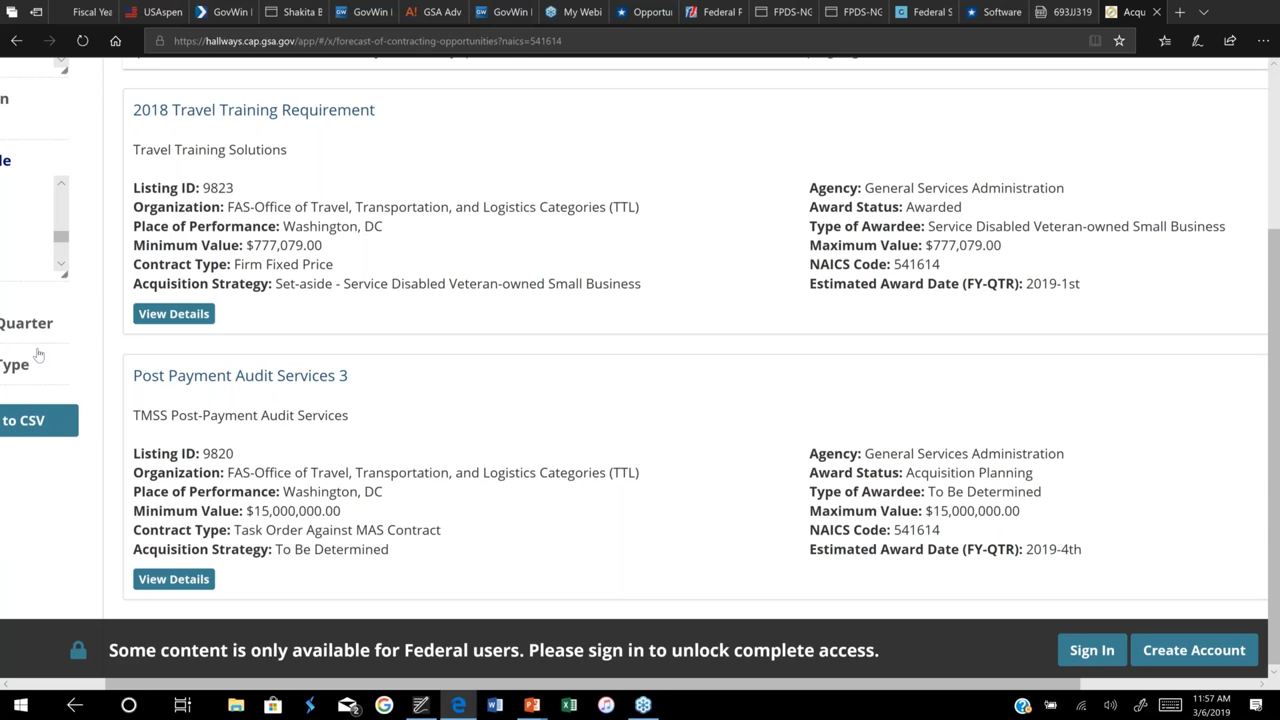 Fiscal Yea
USAspen
GovWin I
Shakita B
GovWin I
GSA Adv
GovWin I
My Webi
Opportu
Federal F
FPDS-NG
FPDS-NG
Federal S
Software
693JJ319
Acqu
https://hallways.cap.gsa.gov/app/#/x/forecast-of-contracting-opportunities?naics=541614
n
le
Quarter
Type
to CSV
2018 Travel Training Requirement
Travel Training Solutions
Listing ID: 9823
Agency: General Services Administration
Organization: FAS-Office of Travel, Transportation, and Logistics Categories (TTL)
Award Status: Awarded
Place of Performance: Washington, DC
Type of Awardee: Service Disabled Veteran-owned Small Business
Minimum Value: $777,079.00
Maximum Value: $777,079.00
Contract Type: Firm Fixed Price
NAICS Code: 541614
Acquisition Strategy: Set-aside - Service Disabled Veteran-owned Small Business
Estimated Award Date (FY-QTR): 2019-1st
View Details
Post Payment Audit Services 3
TMSS Post-Payment Audit Services
Listing ID: 9820
Agency: General Services Administration
Organization: FAS-Office of Travel, Transportation, and Logistics Categories (TTL)
Award Status: Acquisition Planning
Place of Performance: Washington, DC
Type of Awardee: To Be Determined
Minimum Value: $15,000,000.00
Maximum Value: $15,000,000.00
Contract Type: Task Order Against MAS Contract
NAICS Code: 541614
Acquisition Strategy: To Be Determined
Estimated Award Date (FY-QTR): 2019-4th
View Details
Some content is only available for Federal users. Please sign in to unlock complete access.
Sign In
Create Account
11:57 AM
3/6/2019